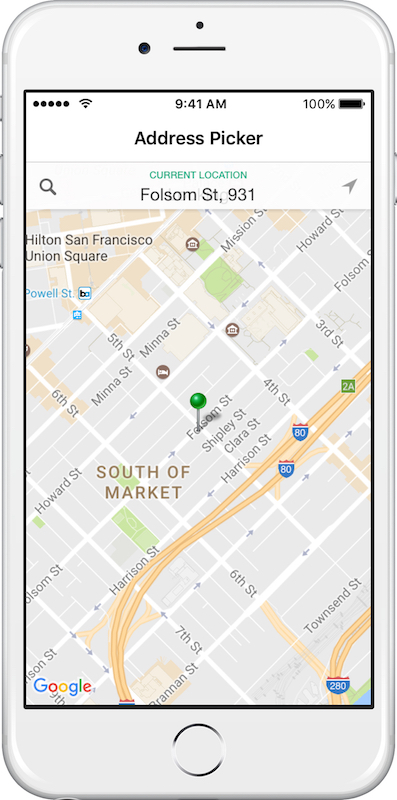 9:41 AM
100%
Address Picker
CURRENT LOCATION
Folsom St, 931
Mission St
Howard St
Hilton San Francisco
Union Square
Folsom St
Powell St.
3rd St
5th St
Minna St
Minna St
4th St
2A
6th St
Folsom St
Shipley St
Clara St
80
Harrison St
80
SOUTH OF
MARKET
Howard St
Harrison St
olsom St
6th St
Townsend St
7th St
son St
Brannan St
Google
280